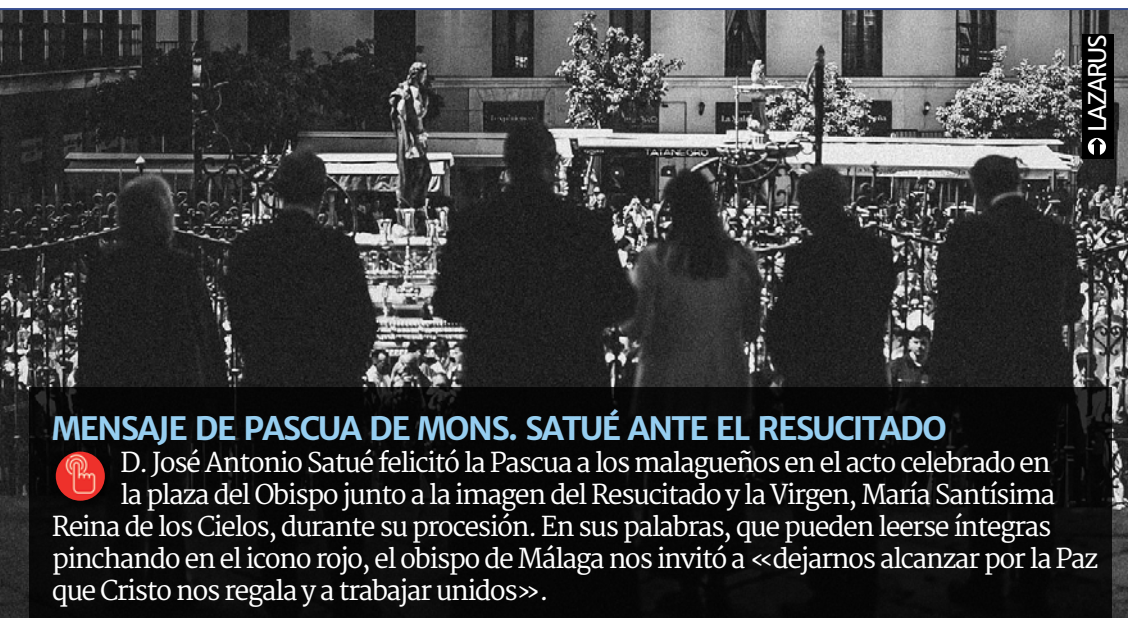 LAZARUS
TATANEGRO
MENSAJE DE PASCUA DE MONS. SATUÉ ANTE EL RESUCITADO
D. José Antonio Satué felicitó la Pascua a los malagueños en el acto celebrado en
la plaza del Obispo junto a la imagen del Resucitado y la Virgen, María Santísima
Reina de los Cielos, durante su procesión. En sus palabras, que pueden leerse íntegras
pinchando en el icono rojo, el obispo de Málaga nos invitó a «dejarnos alcanzar por la Paz
que Cristo nos regala y a trabajar unidos».